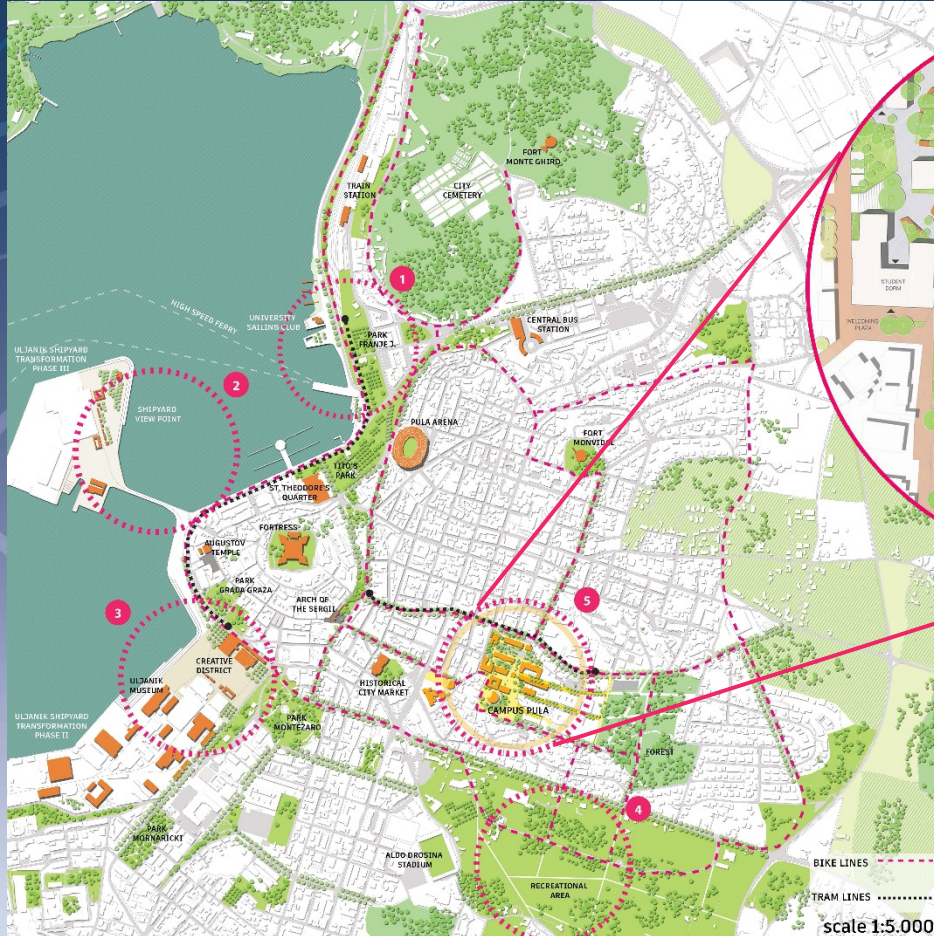 FORT
MONTE GHIRO
TRAIN
STATION
CITY
CEMETERY
1
HIGH SPEED FERRY
UNIVERSITY
SAILING CLUB
PARK
FRANJE J.
CENTRAL BUS
STATION
STUDENT
DORM
WELCOMING
PLAZA
ULJANIK SHIPYARD
TRANSFORMATION
PHASE III
2
SHIPYARD
VIEW POINT
PULA ARENA
FORT
MONVIDAL
TITO'S
PARK
ST. THEODORE'S
QUARTER
FORTRESS
AUGUSTOV
TEMPLE
PARK
GRADA GRAZA
ARCH OF
THE SERGII
3
5
CREATIVE
DISTRICT
ULJANIK
MUSEUM
HISTORICAL
CITY MARKET
CAMPUS PULA
ULJANIK SHIPYARD
TRANSFORMATION
PHASE II
PARK
MONTEZARO
FOREST
4
PARK
MORNARICKI
ALDO DROSINA
STADIUM
RECREATIONAL
AREA
BIKE LINES
TRAM LINES
scale 1:5.000